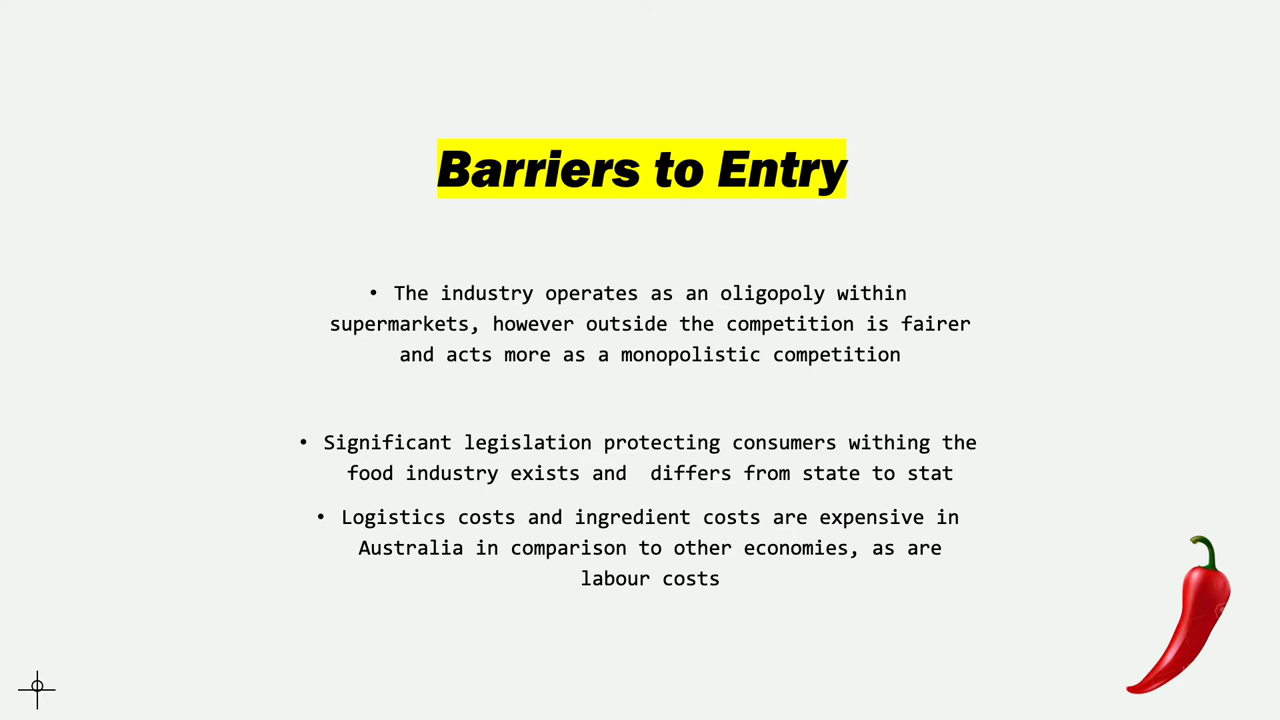 Barriers to Entry
• The industry operates as an oligopoly within
supermarkets, however outside the competition is fairer
and acts more as a monopolistic competition
• Significant legislation protecting consumers withing the
food industry exists and  differs from state to stat
• Logistics costs and ingredient costs are expensive in
Australia in comparison to other economies, as are
labour costs